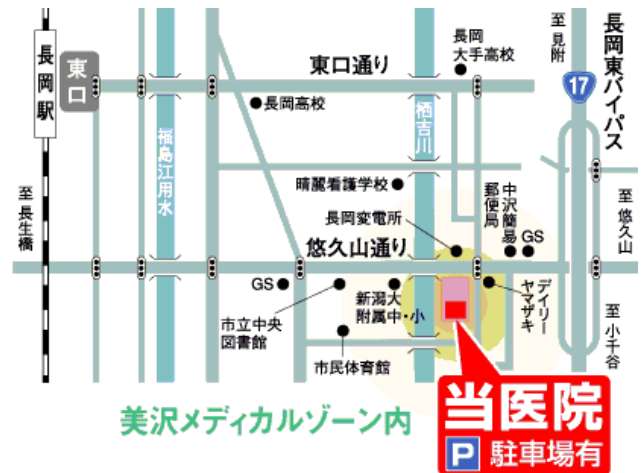 長岡駅
東口
東口通り
長岡
大手高校
至見附
17
長岡東バイパス
長岡高校
福島江用水
栖吉川
晴麗看護学校
至長生橋
長岡変電所
中沢簡易
郵便局
GS
至悠久山
悠久山通り
GS
市立中央
図書館
新潟大
附属中・小
デイリー
ヤマザキ
至小千谷
市民体育館
美沢メディカルゾーン内
当医院
P 駐車場有